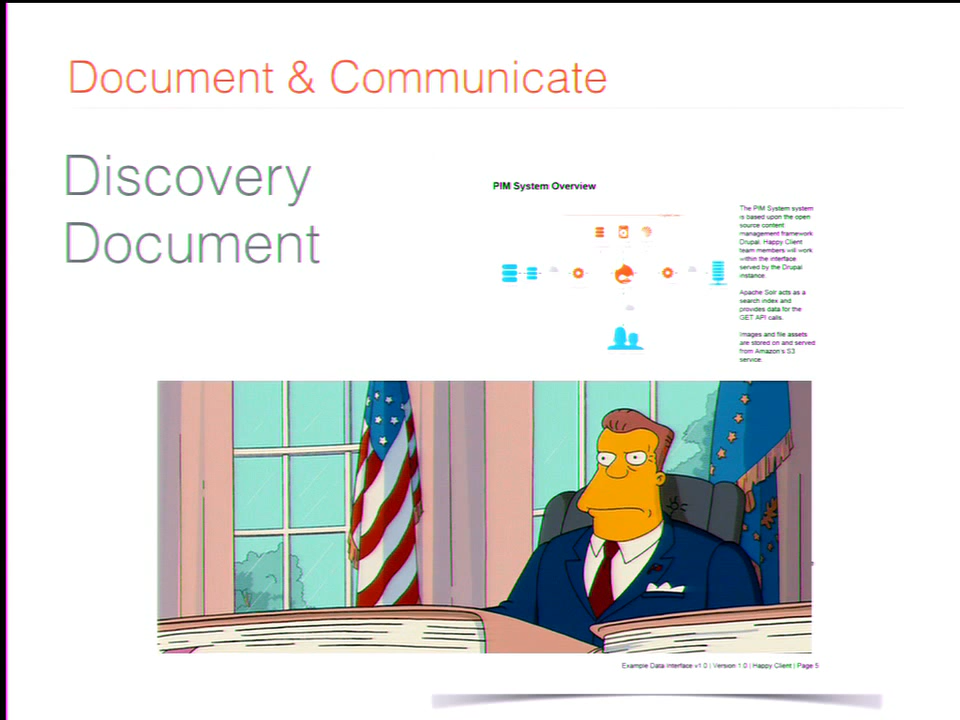 Document & Communicate
Discovery
Document
PIM System Overview
The PIM System system
is based upon the open
source content
management framework
Drupal. Happy Client
team members will work
within the interface
served by the Drupal
instance.
Apache Solr acts as a
search index and
provides data for the
GET API calls.
Images and file assets
are stored on and served
from Amazon's S3
service.
Example Data Interface v1.0 | Version 1.0 | Happy Client | Page 5